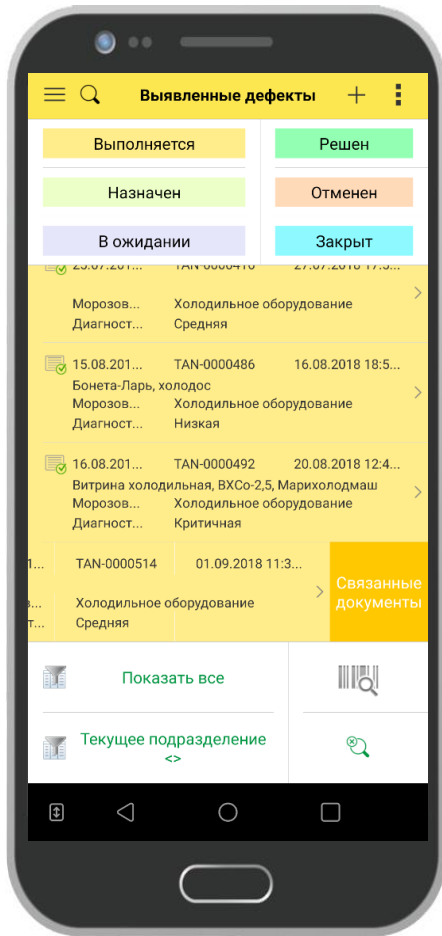 Выявленные дефекты
Выполняется Решен
Назначен Отменен
В ожидании Закрыт
TAN-0000416
Морозов... Холодильное оборудование
Диагност... Средняя
15.08.201... TAN-0000486 16.08.2018 18:5...
Бонета-Ларь, холодос
Морозов... Холодильное оборудование
Диагност... Низкая
16.08.201... TAN-0000492 20.08.2018 12:4...
Витрина холодильная, ВХСо-2,5, Марихолодмаш
Морозов... Холодильное оборудование
Диагност... Критичная
1... TAN-0000514 01.09.2018 11:3...
Связанные
документы
з... Холодильное оборудование
т... Средняя
Показать все
Текущее подразделение
<>